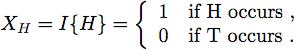 X_H = I{H} = { 1 if H occurs ,
0 if T occurs .